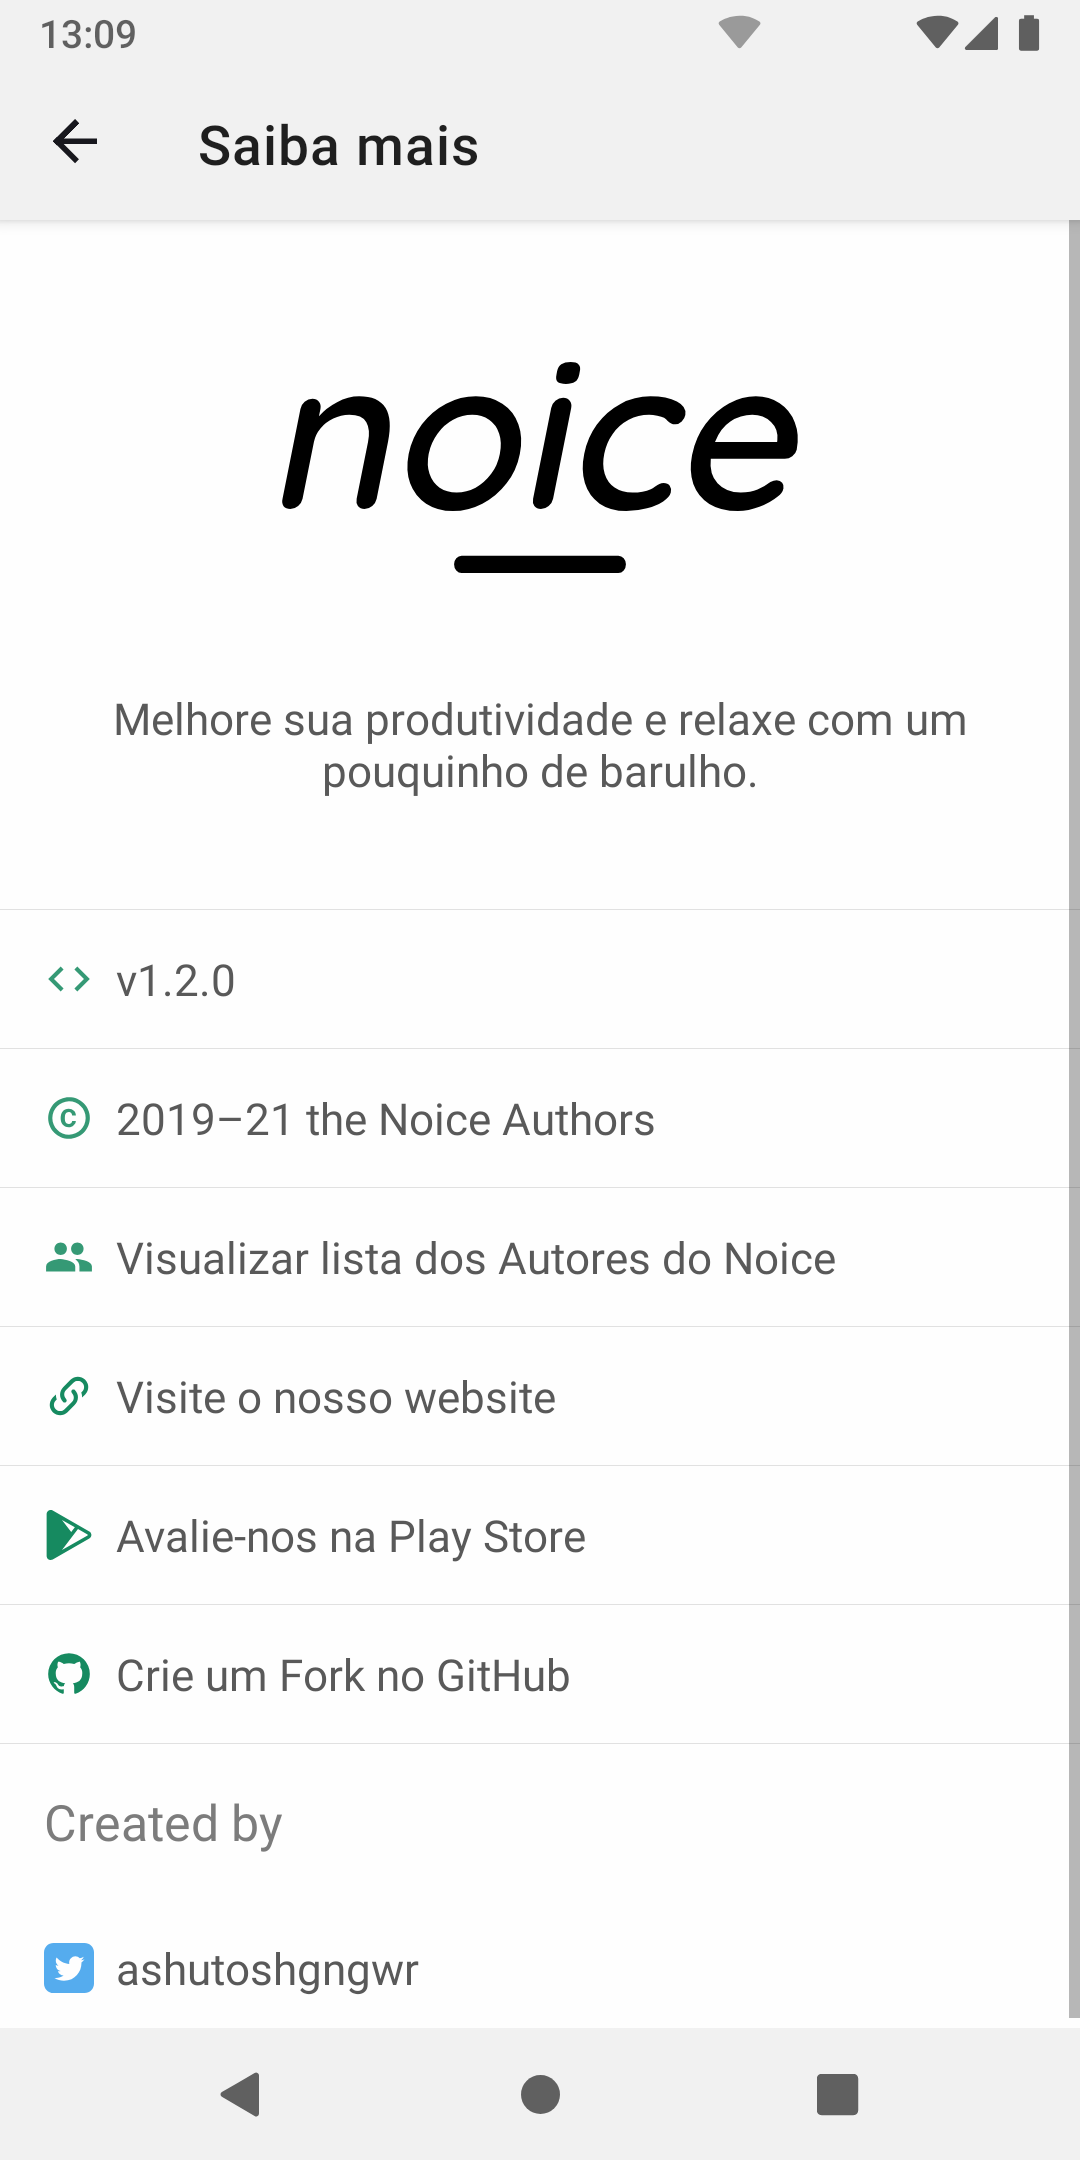 13:09
Saiba mais
noice
Melhore sua produtividade e relaxe com um
pouquinho de barulho.
v1.2.0
2019–21 the Noice Authors
Visualizar lista dos Autores do Noice
Visite o nosso website
Avalie-nos na Play Store
Crie um Fork no GitHub
Created by
ashutoshgngwr